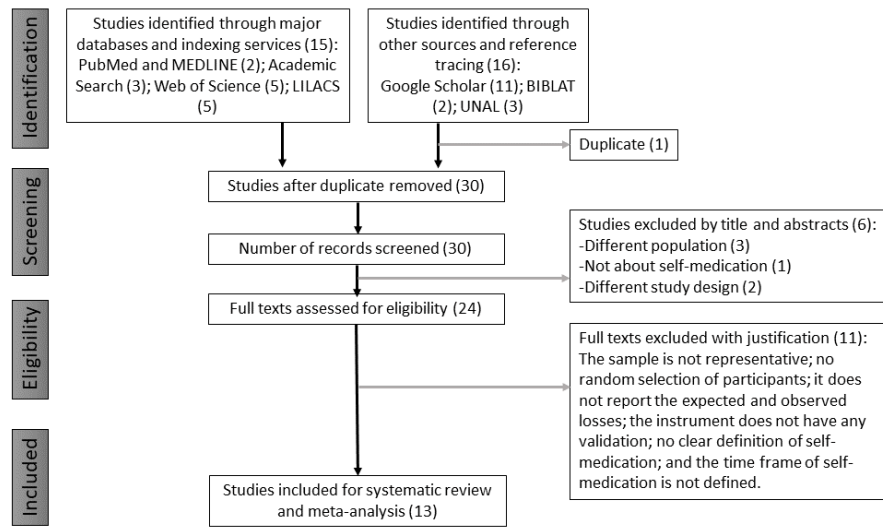 Identification
Studies identified through major
databases and indexing services (15):
PubMed and MEDLINE (2); Academic
Search (3); Web of Science (5); LILACS
(5)
Studies identified through
other sources and reference
tracing (16):
Google Scholar (11); BIBLAT
(2); UNAL (3)
Duplicate (1)
Screening
Studies after duplicate removed (30)
Number of records screened (30)
Studies excluded by title and abstracts (6):
-Different population (3)
-Not about self-medication (1)
-Different study design (2)
Eligibility
Full texts assessed for eligibility (24)
Full texts excluded with justification (11):
The sample is not representative; no
random selection of participants; it does
not report the expected and observed
losses; the instrument does not have any
validation; no clear definition of self-
medication; and the time frame of self-
medication is not defined.
Included
Studies included for systematic review
and meta-analysis (13)